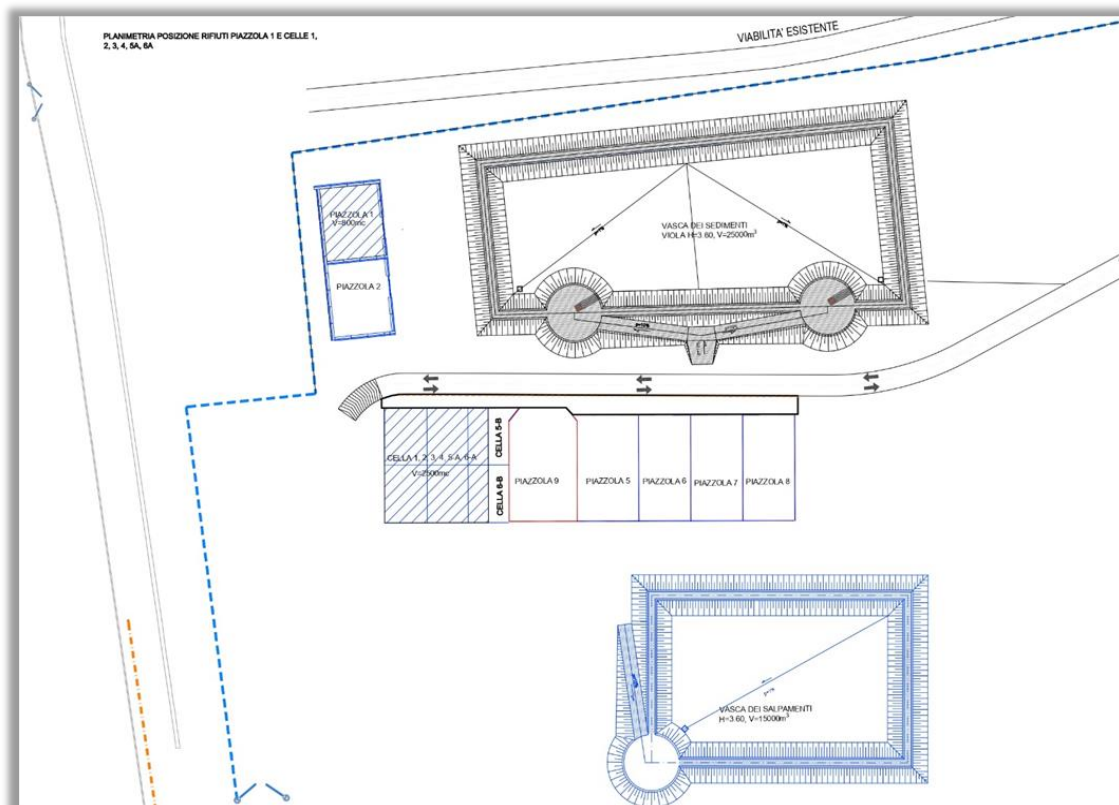 PLANIMETRIA POSIZIONE RIFIUTI PIAZZOLA 1 E CELLE 1,
2, 3, 4, 5A, 6A
VIABILITA' ESISTENTE
PIAZZOLA 1
V=800mc
PIAZZOLA 2
VASCA DEI SEDIMENTI
VIOLA H=3.60, V=25000m³
CELLA 1, 2, 3, 4, 5-A, 6-A
V=2500mc
CELLA 5-B
CELLA 6-B
PIAZZOLA 9
PIAZZOLA 5
PIAZZOLA 6
PIAZZOLA 7
PIAZZOLA 8
VASCA DEI SALPAMENTI
H=3.60, V=15000m³